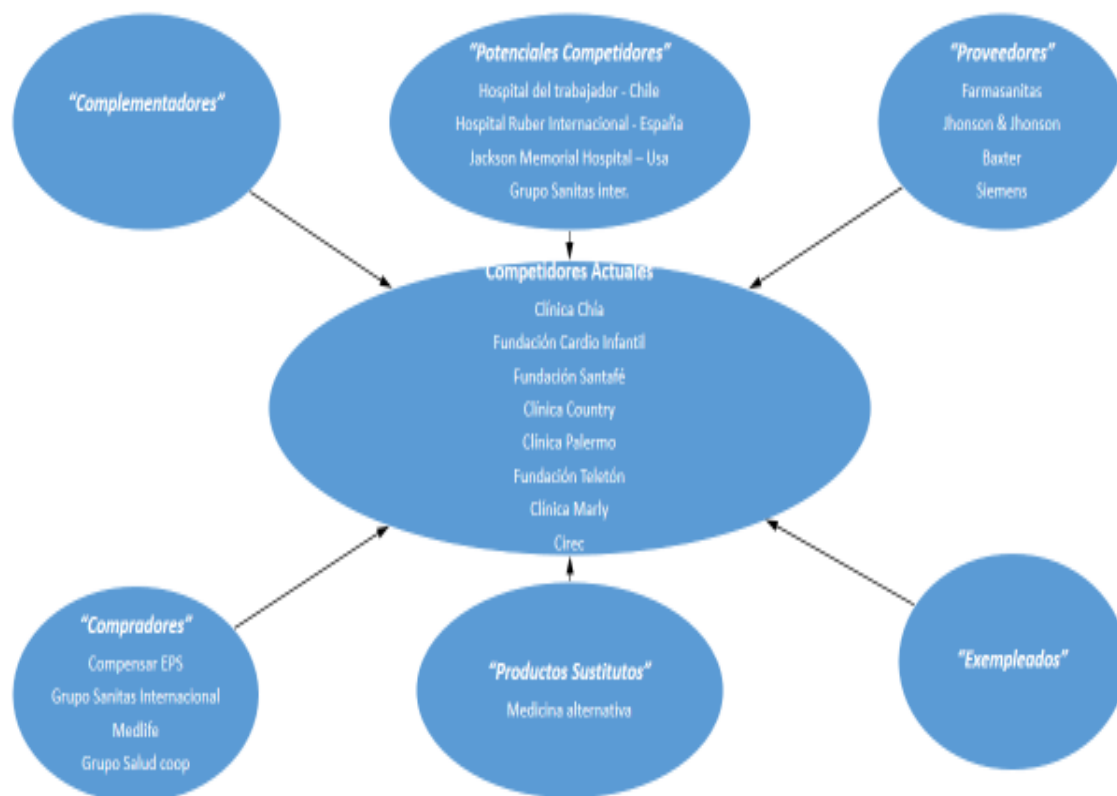 “Complementadores”
“Potenciales Competidores”
Hospital del trabajador - Chile
Hospital Ruber Internacional - España
Jackson Memorial Hospital – Usa
Grupo Sanitas inter.
“Proveedores”
Farmasanitas
Jhonson & Jhonson
Baxter
Siemens
Competidores Actuales
Clínica Chía
Fundación Cardio Infantil
Fundación Santafé
Clínica Country
Clínica Palermo
Fundación Teletón
Clínica Marly
Cirec
“Compradores”
Compensar EPS
Grupo Sanitas Internacional
Medlife
Grupo Salud coop
“Productos Sustitutos”
Medicina alternativa
“Exempleados”